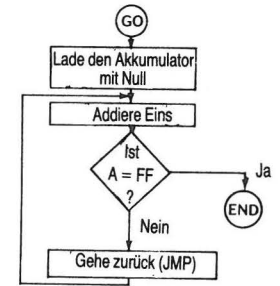 GO
Lade den Akkumulator
mit Null
Addiere Eins
Ist
A = FF
?
Ja
END
Nein
Gehe zurück (JMP)